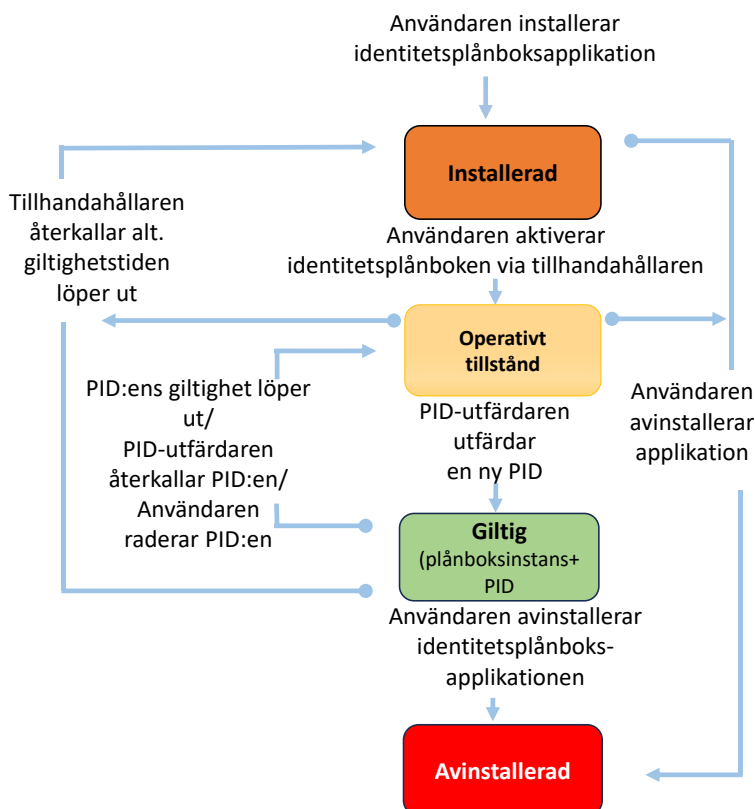 Användaren installerar
identitetsplånboksapplikation
Installerad
Tillhandahållaren
återkallar alt.
giltighetstiden
löper ut
Användaren aktiverar
identitetsplånboken via tillhandahållaren
Operativt
tillstånd
PID:ens giltighet löper
ut/
PID-utfärdaren
återkallar PID:en/
Användaren
raderar PID:en
PID-utfärdaren
utfärdar
en ny PID
Användaren
avinstallerar
applikation
Giltig
(plånboksinstans+
PID
Användaren avinstallerar
identitetsplånboks-
applikationen
Avinstallerad